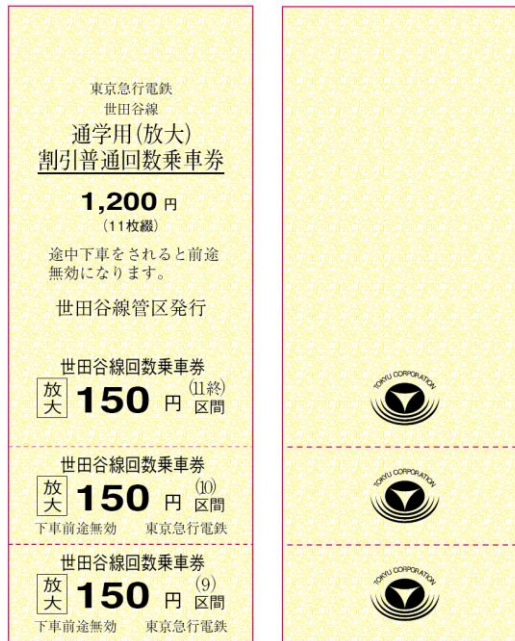 東京急行電鉄
世田谷線
通学用(放大)
割引普通回数乗車券
1,200 円
(11枚綴)
途中下車をされると前途
無効になります。
世田谷線管区発行
世田谷線回数乗車券
放大 150 円 (11終) 区間
世田谷線回数乗車券
放大 150 円 (10) 区間
下車前途無効 東京急行電鉄
世田谷線回数乗車券
放大 150 円 (9) 区間
下車前途無効 東京急行電鉄
TOKYU CORPORATION
TOKYU CORPORATION
TOKYU CORPORATION